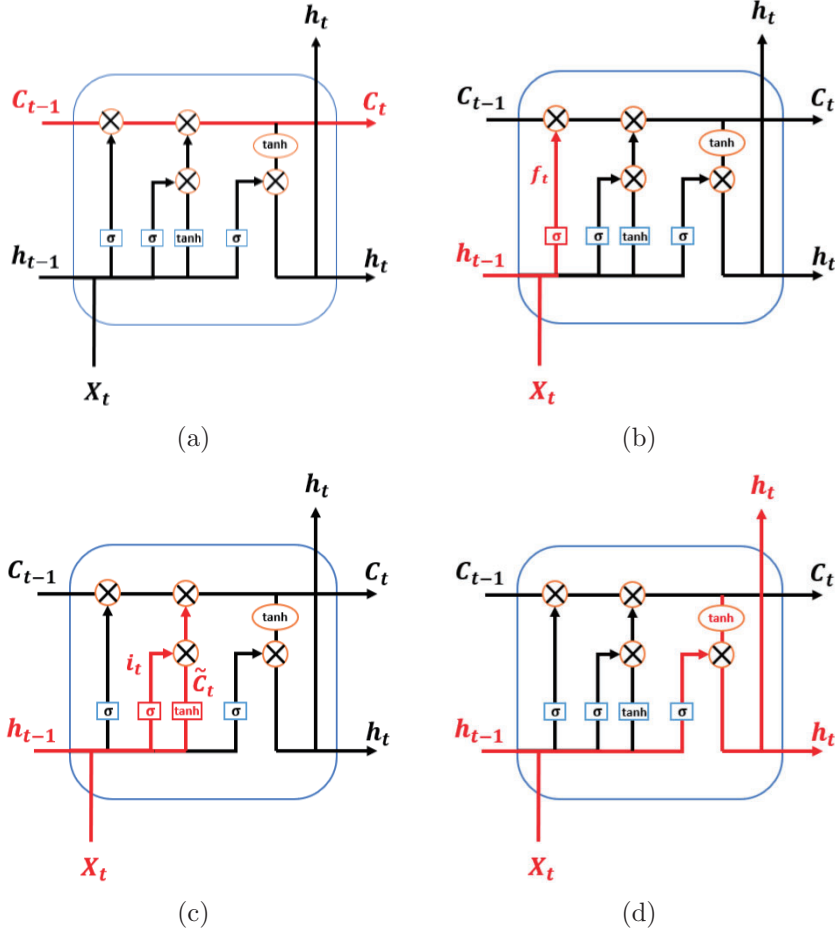 h_t
C_{t-1} C_t
tanh
σ σ tanh σ
h_{t-1} h_t
X_t
(a)
h_t
C_{t-1} C_t
tanh
f_t
σ σ tanh σ
h_{t-1} h_t
X_t
(b)
h_t
C_{t-1} C_t
tanh
i_t
C̃_t
σ σ tanh σ
h_{t-1} h_t
X_t
(c)
h_t
C_{t-1} C_t
tanh
σ σ tanh σ
h_{t-1} h_t
X_t
(d)